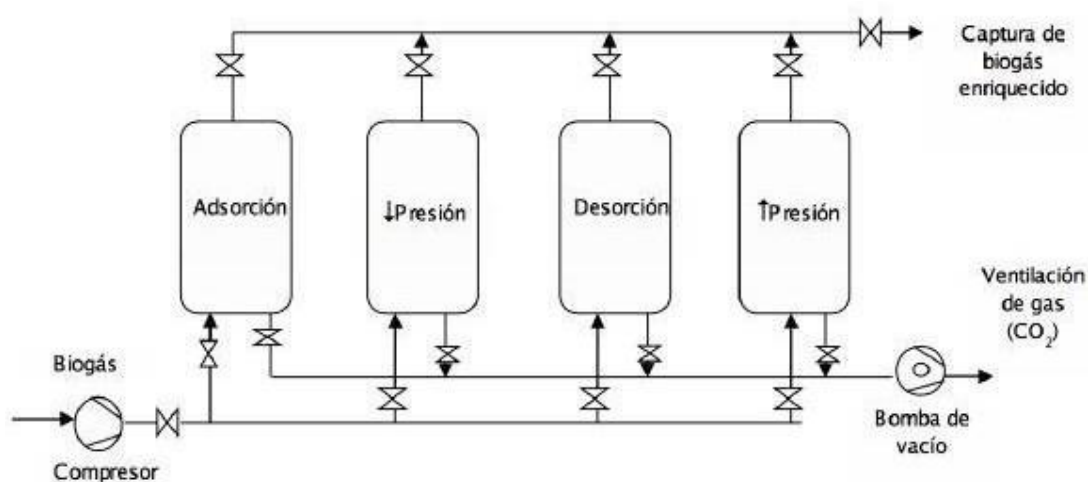 Captura de
biogás
enriquecido
Adsorción
↓Presión
Desorción
↑Presión
Ventilación
de gas
(CO₂)
Biogás
Bomba de
vacío
Compresor